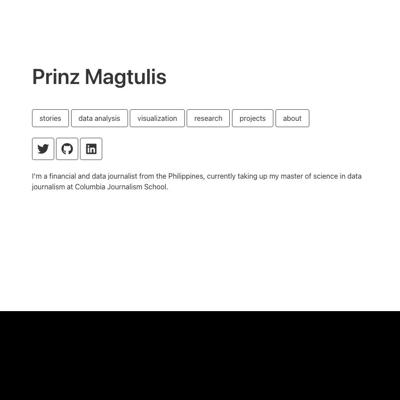 Prinz Magtulis
stories data analysis visualization research projects about
I'm a financial and data journalist from the Philippines, currently taking up my master of science in data
journalism at Columbia Journalism School.